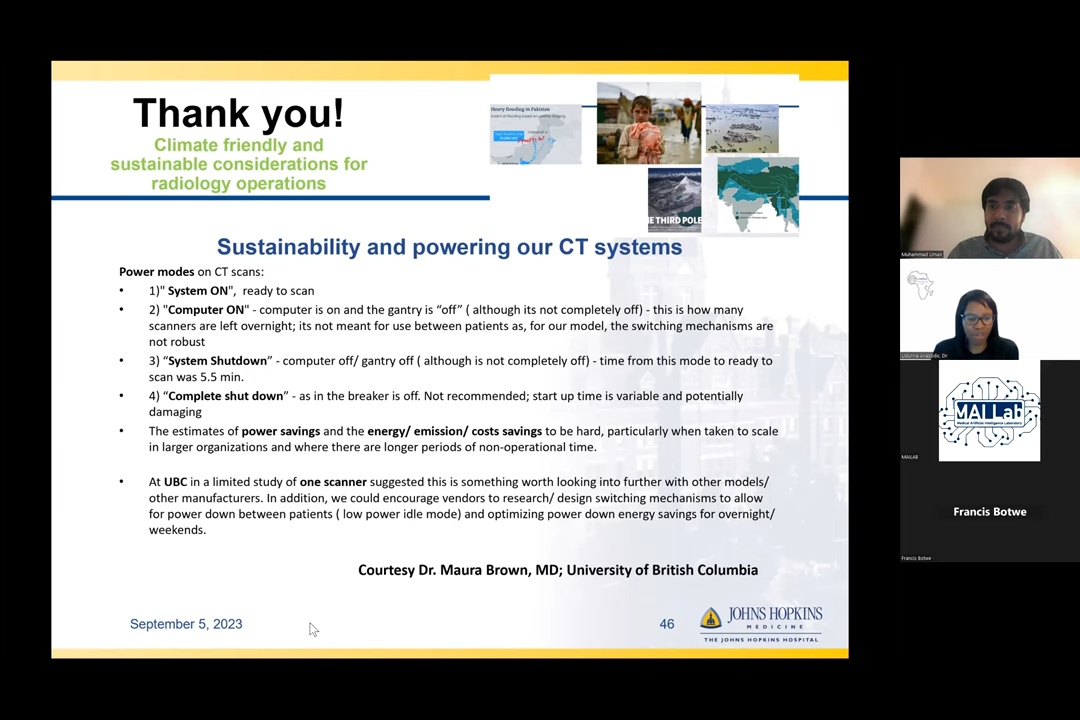 Thank you!
Climate friendly and
sustainable considerations for
radiology operations
Heavy flooding in Pakistan
THE THIRD POLE
Sustainability and powering our CT systems
Power modes on CT scans:
• 1)" System ON", ready to scan
• 2) "Computer ON" - computer is on and the gantry is “off” ( although its not completely off) - this is how many
scanners are left overnight; its not meant for use between patients as, for our model, the switching mechanisms are
not robust
• 3) “System Shutdown” - computer off/ gantry off ( although is not completely off) - time from this mode to ready to
scan was 5.5 min.
• 4) “Complete shut down” - as in the breaker is off. Not recommended; start up time is variable and potentially
damaging
• The estimates of power savings and the energy/ emission/ costs savings to be hard, particularly when taken to scale
in larger organizations and where there are longer periods of non-operational time.
• At UBC in a limited study of one scanner suggested this is something worth looking into further with other models/
other manufacturers. In addition, we could encourage vendors to research/ design switching mechanisms to allow
for power down between patients ( low power idle mode) and optimizing power down energy savings for overnight/
weekends.
Courtesy Dr. Maura Brown, MD; University of British Columbia
September 5, 2023
46
JOHNS HOPKINS
MEDICINE
THE JOHNS HOPKINS HOSPITAL
Muhammad Umair
MAI Lab
Medical Artificial Intelligence Laboratory
MAILAB
Francis Botwe
Francis Botwe